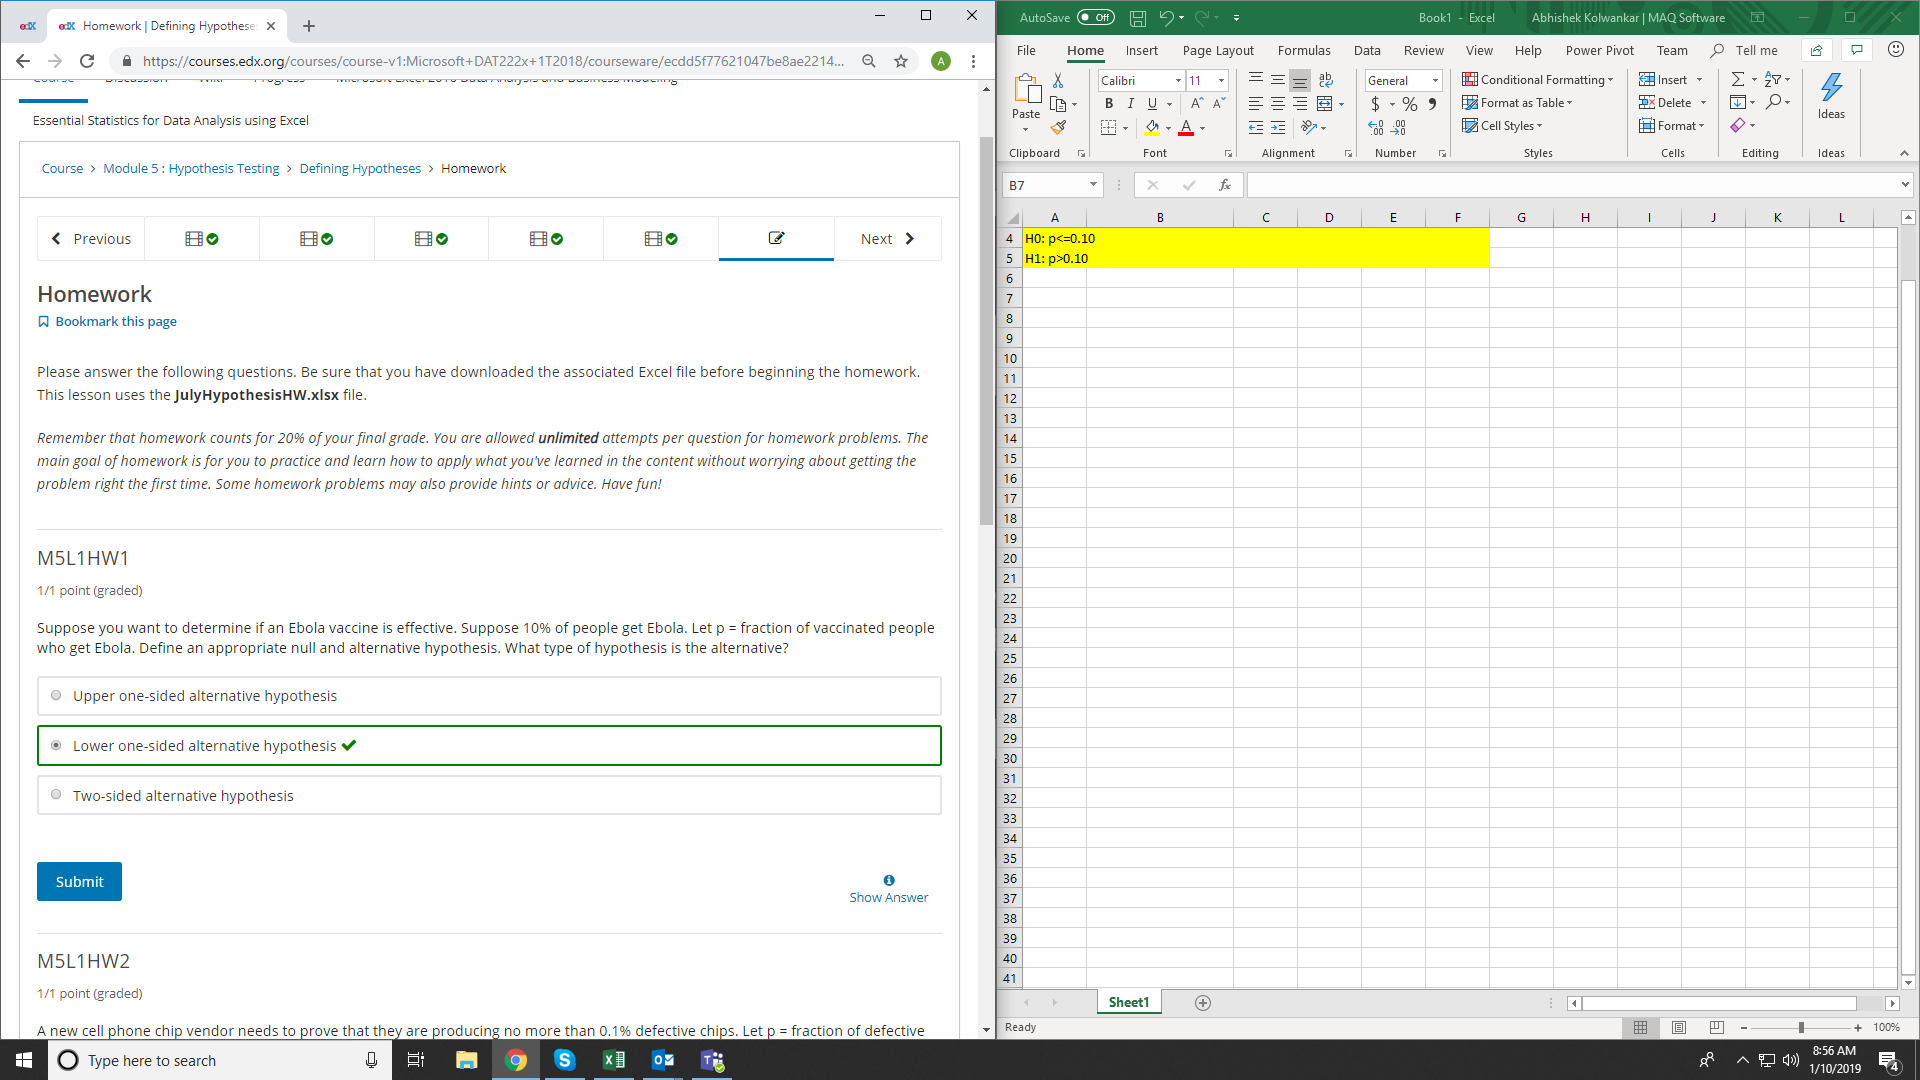 edX
edX Homework | Defining Hypothese
https://courses.edx.org/courses/course-v1:Microsoft+DAT222x+1T2018/courseware/ecdd5f77621047be8ae2214...
A
Essential Statistics for Data Analysis using Excel
Course > Module 5 : Hypothesis Testing > Defining Hypotheses > Homework
Previous
Next
Homework
Bookmark this page
Please answer the following questions. Be sure that you have downloaded the associated Excel file before beginning the homework.
This lesson uses the JulyHypothesisHW.xlsx file.
Remember that homework counts for 20% of your final grade. You are allowed unlimited attempts per question for homework problems. The
main goal of homework is for you to practice and learn how to apply what you've learned in the content without worrying about getting the
problem right the first time. Some homework problems may also provide hints or advice. Have fun!
M5L1HW1
1/1 point (graded)
Suppose you want to determine if an Ebola vaccine is effective. Suppose 10% of people get Ebola. Let p = fraction of vaccinated people
who get Ebola. Define an appropriate null and alternative hypothesis. What type of hypothesis is the alternative?
Upper one-sided alternative hypothesis
Lower one-sided alternative hypothesis
Two-sided alternative hypothesis
Submit
Show Answer
M5L1HW2
1/1 point (graded)
A new cell phone chip vendor needs to prove that they are producing no more than 0.1% defective chips. Let p = fraction of defective
AutoSave Off
Book1 - Excel
Abhishek Kolwankar | MAQ Software
File Home Insert Page Layout Formulas Data Review View Help Power Pivot Team Tell me
Paste
Clipboard
Calibri 11
B I U
Font
ab
Alignment
General
$ % 9
Number
Conditional Formatting
Format as Table
Cell Styles
Styles
Insert
Delete
Format
Cells
Editing
Ideas
Ideas
B7
fx
A B C D E F G H I J K L
4 H0: p<=0.10
5 H1: p>0.10
6
7
8
9
10
11
12
13
14
15
16
17
18
19
20
21
22
23
24
25
26
27
28
29
30
31
32
33
34
35
36
37
38
39
40
41
Sheet1
Ready
100%
Type here to search
8:56 AM
1/10/2019
4